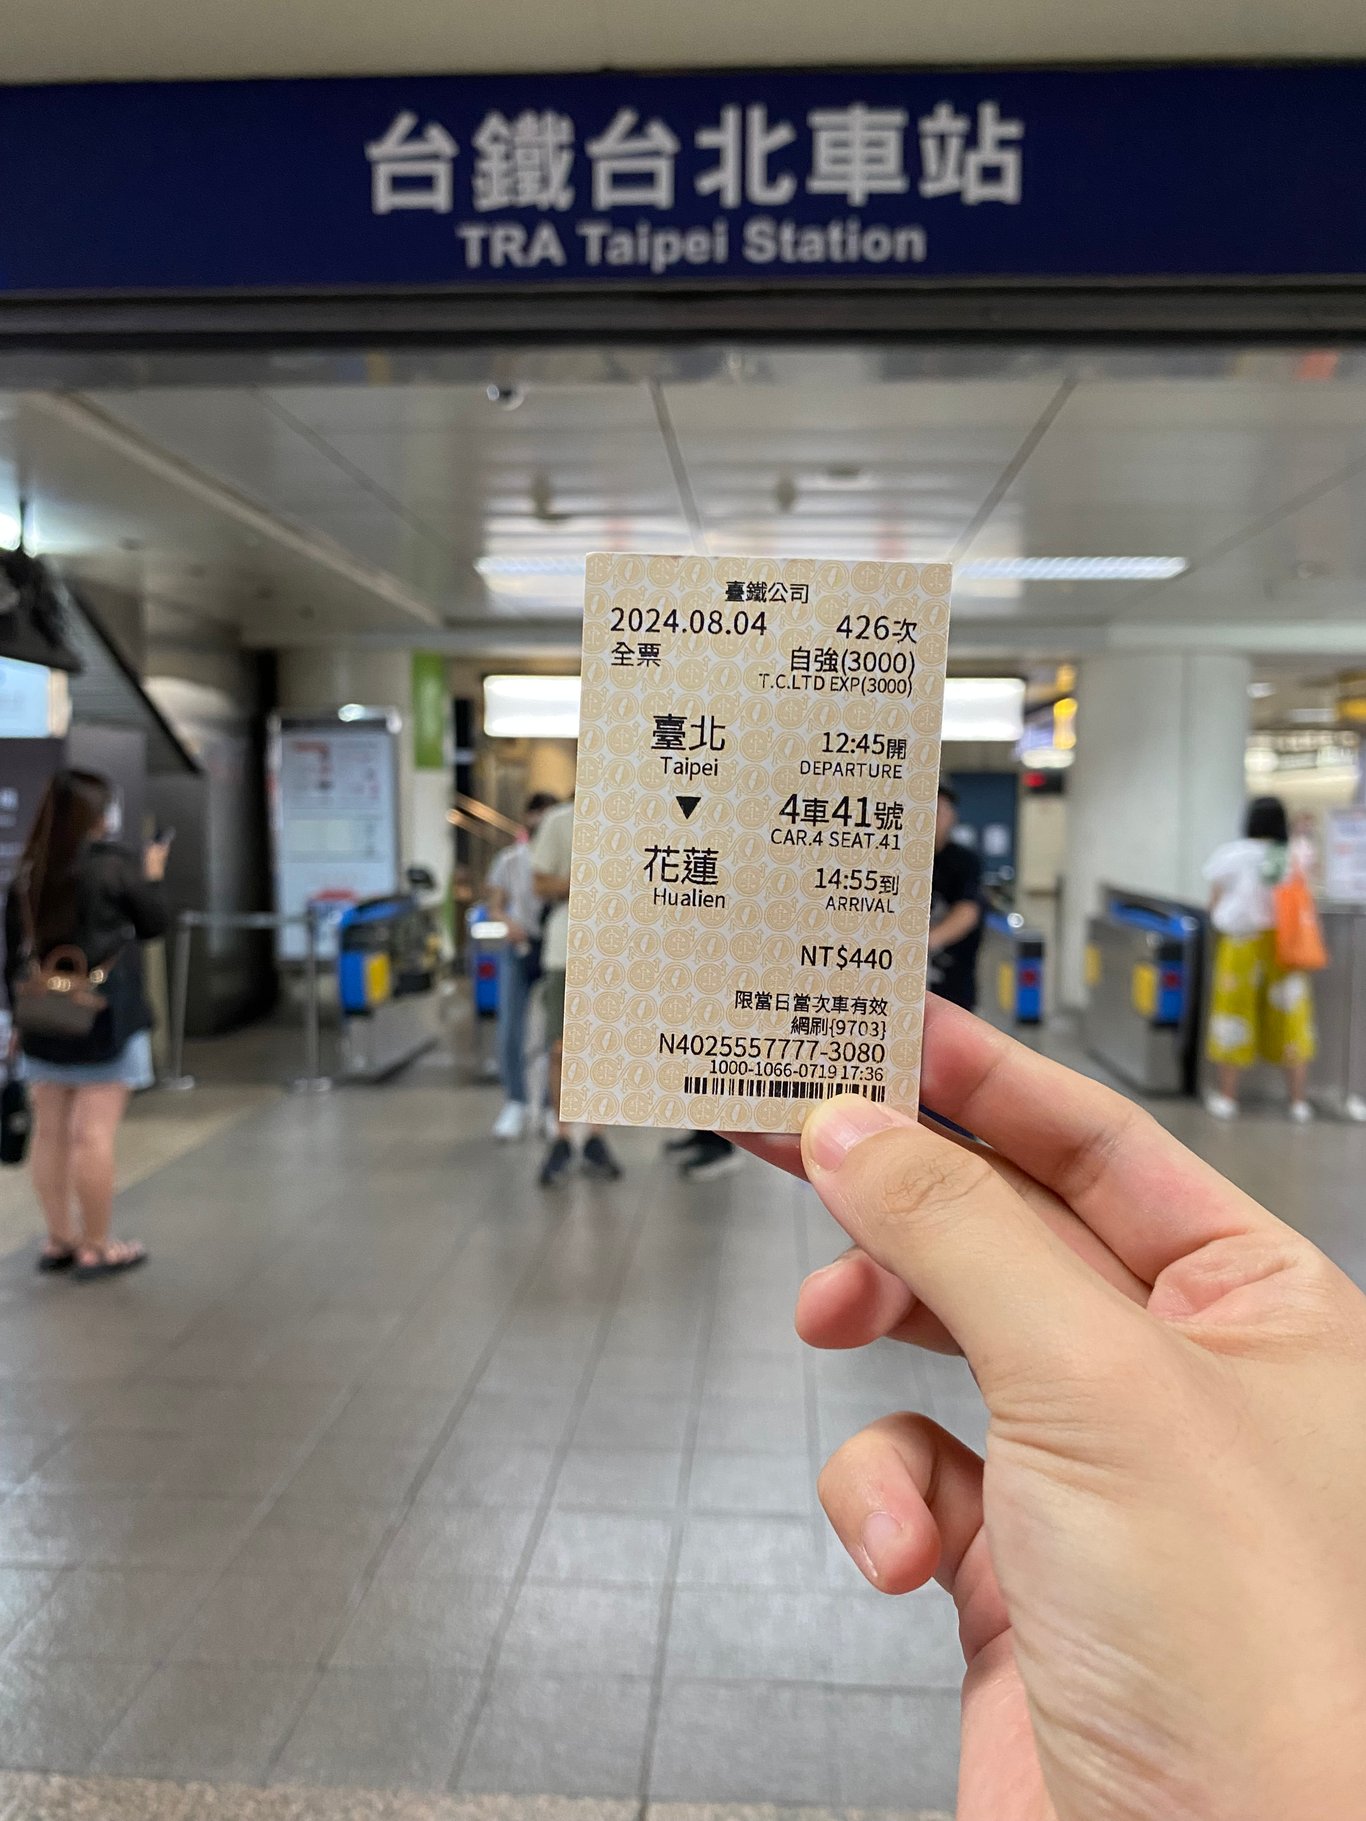 台鐵台北車站
TRA Taipei Station
臺鐵公司
2024.08.04 426次
全票 自強(3000)
T.C.LTD EXP(3000)
臺北 12:45開
Taipei DEPARTURE
▼ 4車41號
CAR.4 SEAT.41
花蓮 14:55到
Hualien ARRIVAL
NT$440
限當日當次車有效
網刷{9703}
N4025557777-3080
1000-1066-0719 17:36